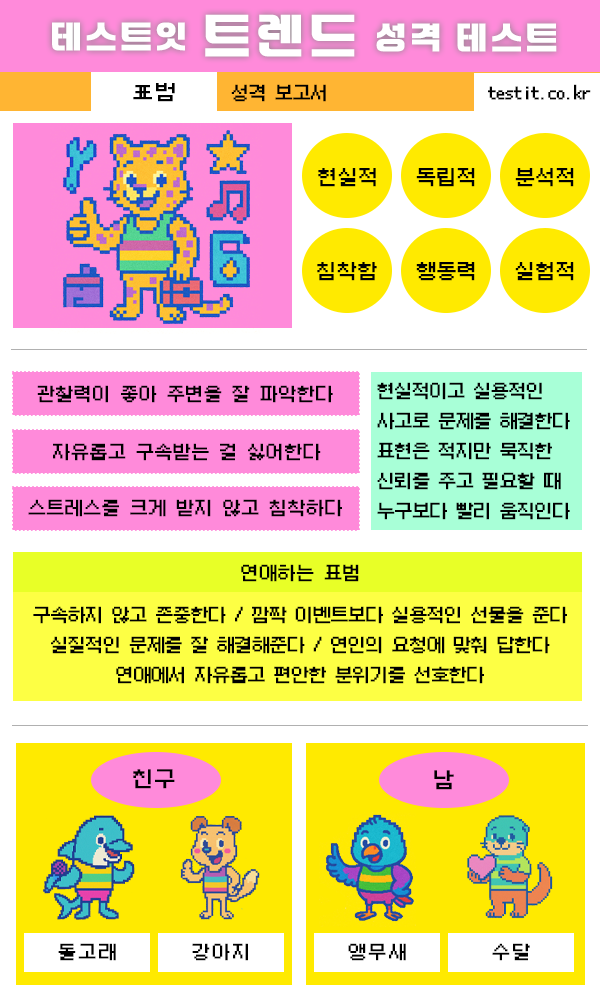 테스트잇 트렌드 성격 테스트
표범
성격 보고서
testit.co.kr
현실적
독립적
분석적
침착함
행동력
실험적
관찰력이 좋아 주변을 잘 파악한다
자유롭고 구속받는 걸 싫어한다
스트레스를 크게 받지 않고 침착하다
현실적이고 실용적인
사고로 문제를 해결한다
표현은 적지만 묵직한
신뢰를 주고 필요할 때
누구보다 빨리 움직인다
연애하는 표범
구속하지 않고 존중한다 / 깜짝 이벤트보다 실용적인 선물을 준다
실질적인 문제를 잘 해결해준다 / 연인의 요청에 맞춰 답한다
연애에서 자유롭고 편안한 분위기를 선호한다
친구
돌고래
강아지
남
앵무새
수달